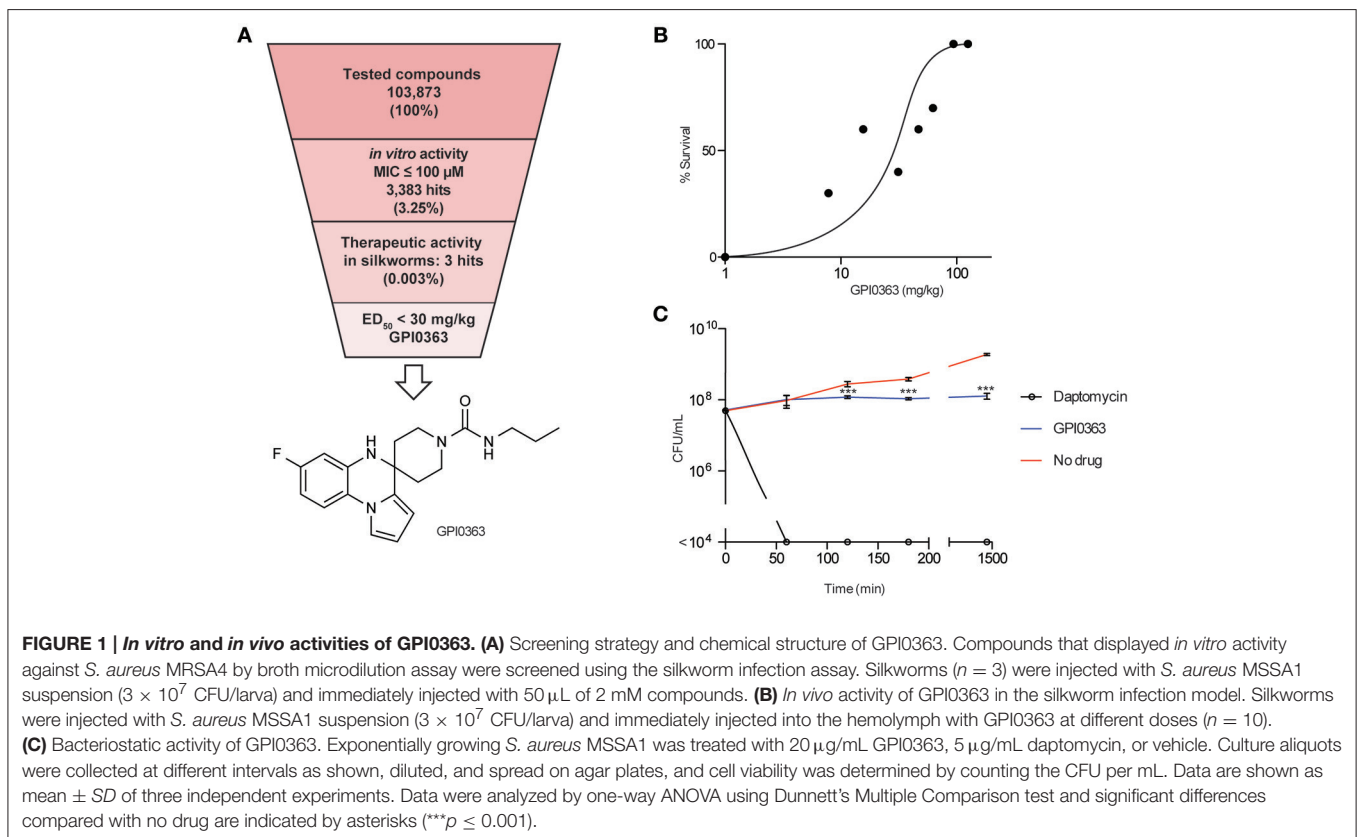 A
Tested compounds
103,873
(100%)
in vitro activity
MIC ≤ 100 µM
3,383 hits
(3.25%)
Therapeutic activity
in silkworms: 3 hits
(0.003%)
ED50 < 30 mg/kg
GPI0363
O
N
N
H
H
N
F
N
GPI0363
B
% Survival
100
50
0
1
10
100
GPI0363 (mg/kg)
C
CFU/mL
10^10
10^8
10^6
<10^4
***
***
***
0
50
100
150
200
1500
Time (min)
Daptomycin
GPI0363
No drug
FIGURE 1 | In vitro and in vivo activities of GPI0363. (A) Screening strategy and chemical structure of GPI0363. Compounds that displayed in vitro activity
against S. aureus MRSA4 by broth microdilution assay were screened using the silkworm infection assay. Silkworms (n = 3) were injected with S. aureus MSSA1
suspension (3 × 10^7 CFU/larva) and immediately injected with 50 µL of 2 mM compounds. (B) In vivo activity of GPI0363 in the silkworm infection model. Silkworms
were injected with S. aureus MSSA1 suspension (3 × 10^7 CFU/larva) and immediately injected into the hemolymph with GPI0363 at different doses (n = 10).
(C) Bacteriostatic activity of GPI0363. Exponentially growing S. aureus MSSA1 was treated with 20 µg/mL GPI0363, 5 µg/mL daptomycin, or vehicle. Culture aliquots
were collected at different intervals as shown, diluted, and spread on agar plates, and cell viability was determined by counting the CFU per mL. Data are shown as
mean ± SD of three independent experiments. Data were analyzed by one-way ANOVA using Dunnett's Multiple Comparison test and significant differences
compared with no drug are indicated by asterisks (***p ≤ 0.001).